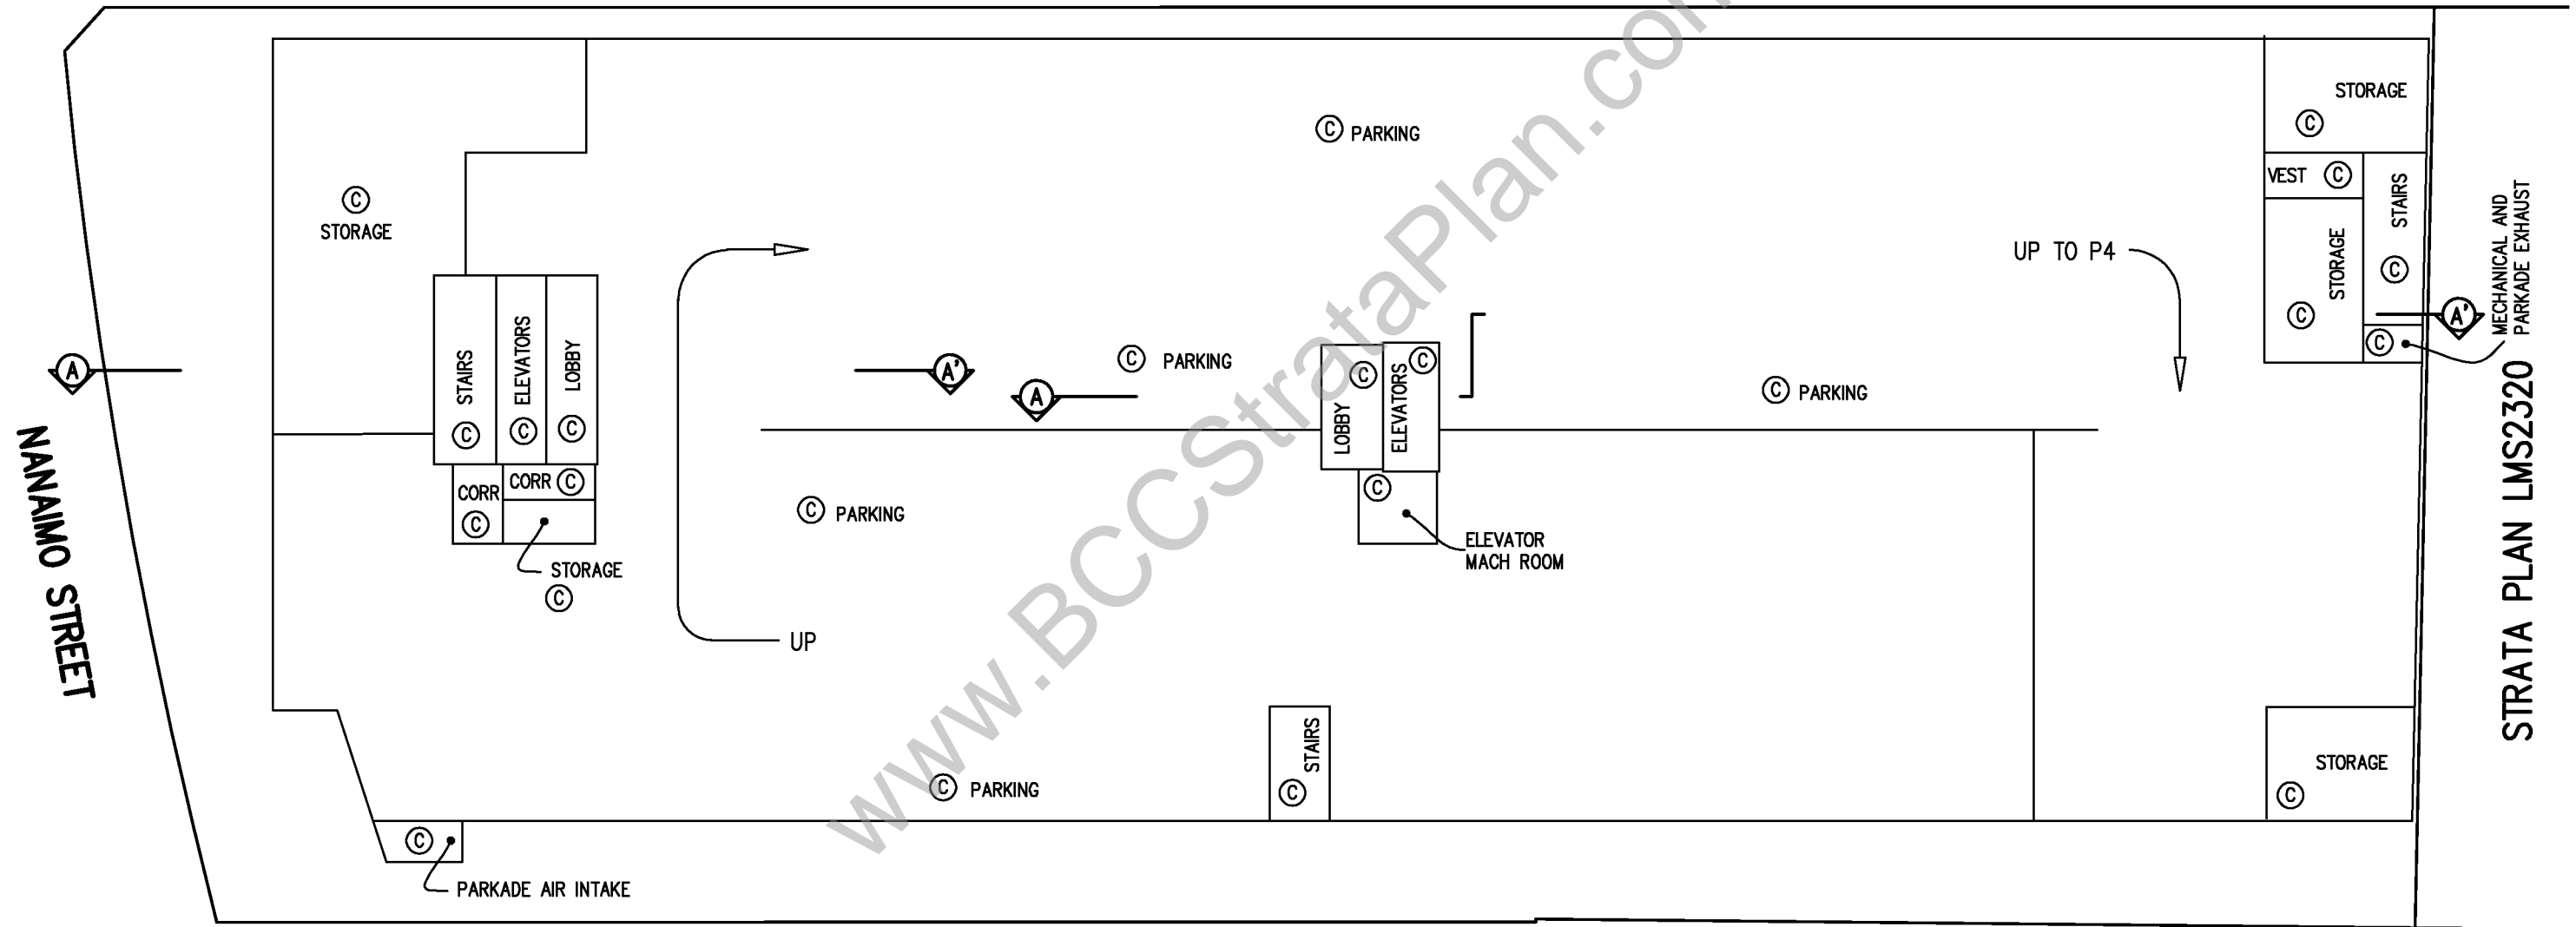 STORAGE
C
C PARKING
VEST C
STAIRS
C
C
STORAGE
STORAGE
C
MECHANICAL AND
PARKADE EXHAUST
C
UP TO P4
A'
A
STAIRS
C
ELEVATORS
C
LOBBY
C
A'
A
C PARKING
LOBBY
C
ELEVATORS
C
C PARKING
NANAIMO STREET
CORR
C
CORR C
STORAGE
C
C PARKING
C
ELEVATOR
MACH ROOM
UP
STRATA PLAN LMS2320
C PARKING
STAIRS
C
STORAGE
C
C
PARKADE AIR INTAKE
www.BCCStrataPlan.com